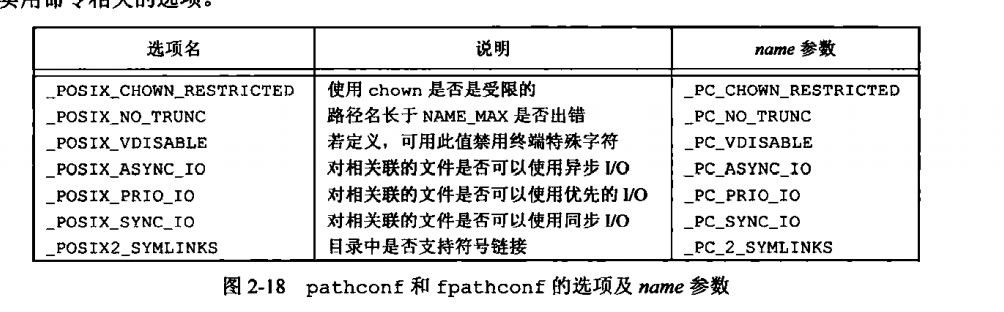 实用命令相关的选项。
选项名 说明 name 参数
_POSIX_CHOWN_RESTRICTED 使用 chown 是否是受限的 _PC_CHOWN_RESTRICTED
_POSIX_NO_TRUNC 路径名长于 NAME_MAX 是否出错 _PC_NO_TRUNC
_POSIX_VDISABLE 若定义，可用此值禁用终端特殊字符 _PC_VDISABLE
_POSIX_ASYNC_IO 对相关联的文件是否可以使用异步 I/O _PC_ASYNC_IO
_POSIX_PRIO_IO 对相关联的文件是否可以使用优先的 I/O _PC_PRIO_IO
_POSIX_SYNC_IO 对相关联的文件是否可以使用同步 I/O _PC_SYNC_IO
_POSIX2_SYMLINKS 目录中是否支持符号链接 _PC_2_SYMLINKS
图 2-18 pathconf 和 fpathconf 的选项及 name 参数